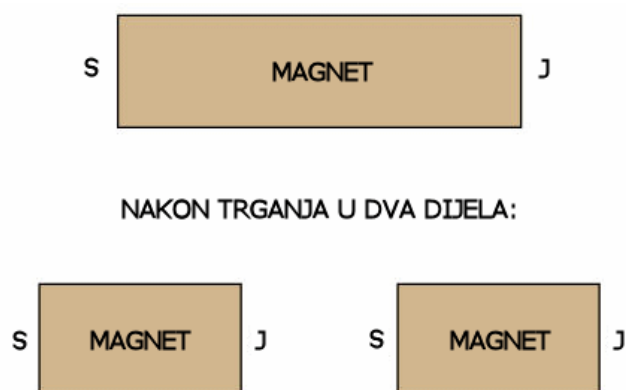 S MAGNET J
NAKON TRGANJA U DVA DIJELA:
S MAGNET J S MAGNET J